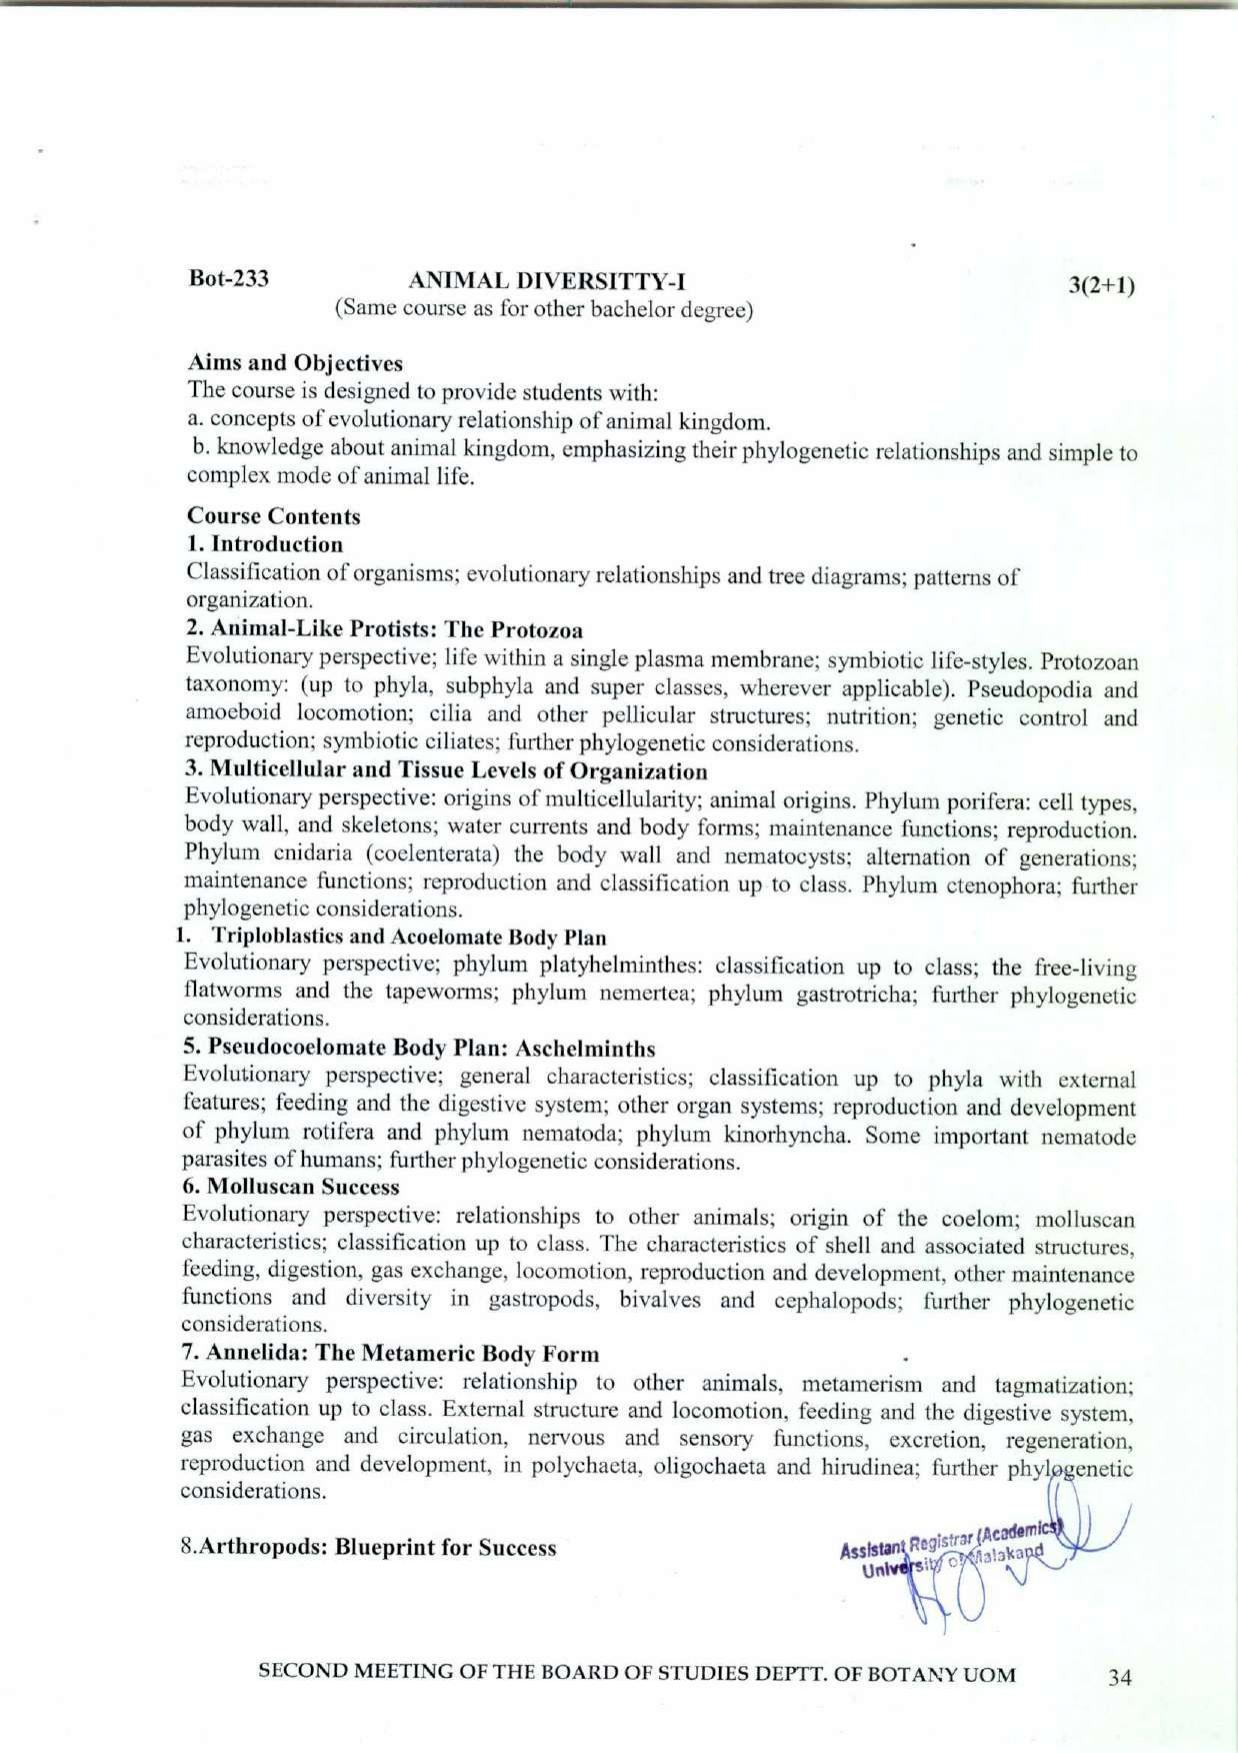 Bot-233 ANIMAL DIVERSITTY-I 3(2+1)
(Same course as for other bachelor degree)
Aims and Objectives
The course is designed to provide students with:
a. concepts of evolutionary relationship of animal kingdom.
b. knowledge about animal kingdom, emphasizing their phylogenetic relationships and simple to
complex mode of animal life.
Course Contents
1. Introduction
Classification of organisms; evolutionary relationships and tree diagrams; patterns of
organization.
2. Animal-Like Protists: The Protozoa
Evolutionary perspective; life within a single plasma membrane; symbiotic life-styles. Protozoan
taxonomy: (up to phyla, subphyla and super classes, wherever applicable). Pseudopodia and
amoeboid locomotion; cilia and other pellicular structures; nutrition; genetic control and
reproduction; symbiotic ciliates; further phylogenetic considerations.
3. Multicellular and Tissue Levels of Organization
Evolutionary perspective: origins of multicellularity; animal origins. Phylum porifera: cell types,
body wall, and skeletons; water currents and body forms; maintenance functions; reproduction.
Phylum cnidaria (coelenterata) the body wall and nematocysts; alternation of generations;
maintenance functions; reproduction and classification up to class. Phylum ctenophora; further
phylogenetic considerations.
1. Triploblastics and Acoelomate Body Plan
Evolutionary perspective; phylum platyhelminthes: classification up to class; the free-living
flatworms and the tapeworms; phylum nemertea; phylum gastrotricha; further phylogenetic
considerations.
5. Pseudocoelomate Body Plan: Aschelminths
Evolutionary perspective; general characteristics; classification up to phyla with external
features; feeding and the digestive system; other organ systems; reproduction and development
of phylum rotifera and phylum nematoda; phylum kinorhyncha. Some important nematode
parasites of humans; further phylogenetic considerations.
6. Molluscan Success
Evolutionary perspective: relationships to other animals; origin of the coelom; molluscan
characteristics; classification up to class. The characteristics of shell and associated structures,
feeding, digestion, gas exchange, locomotion, reproduction and development, other maintenance
functions and diversity in gastropods, bivalves and cephalopods; further phylogenetic
considerations.
7. Annelida: The Metameric Body Form
Evolutionary perspective: relationship to other animals, metamerism and tagmatization;
classification up to class. External structure and locomotion, feeding and the digestive system,
gas exchange and circulation, nervous and sensory functions, excretion, regeneration,
reproduction and development, in polychaeta, oligochaeta and hirudinea; further phylogenetic
considerations.
8.Arthropods: Blueprint for Success
Assistant Registrar (Academics)
University of Malakand
SECOND MEETING OF THE BOARD OF STUDIES DEPTT. OF BOTANY UOM 34